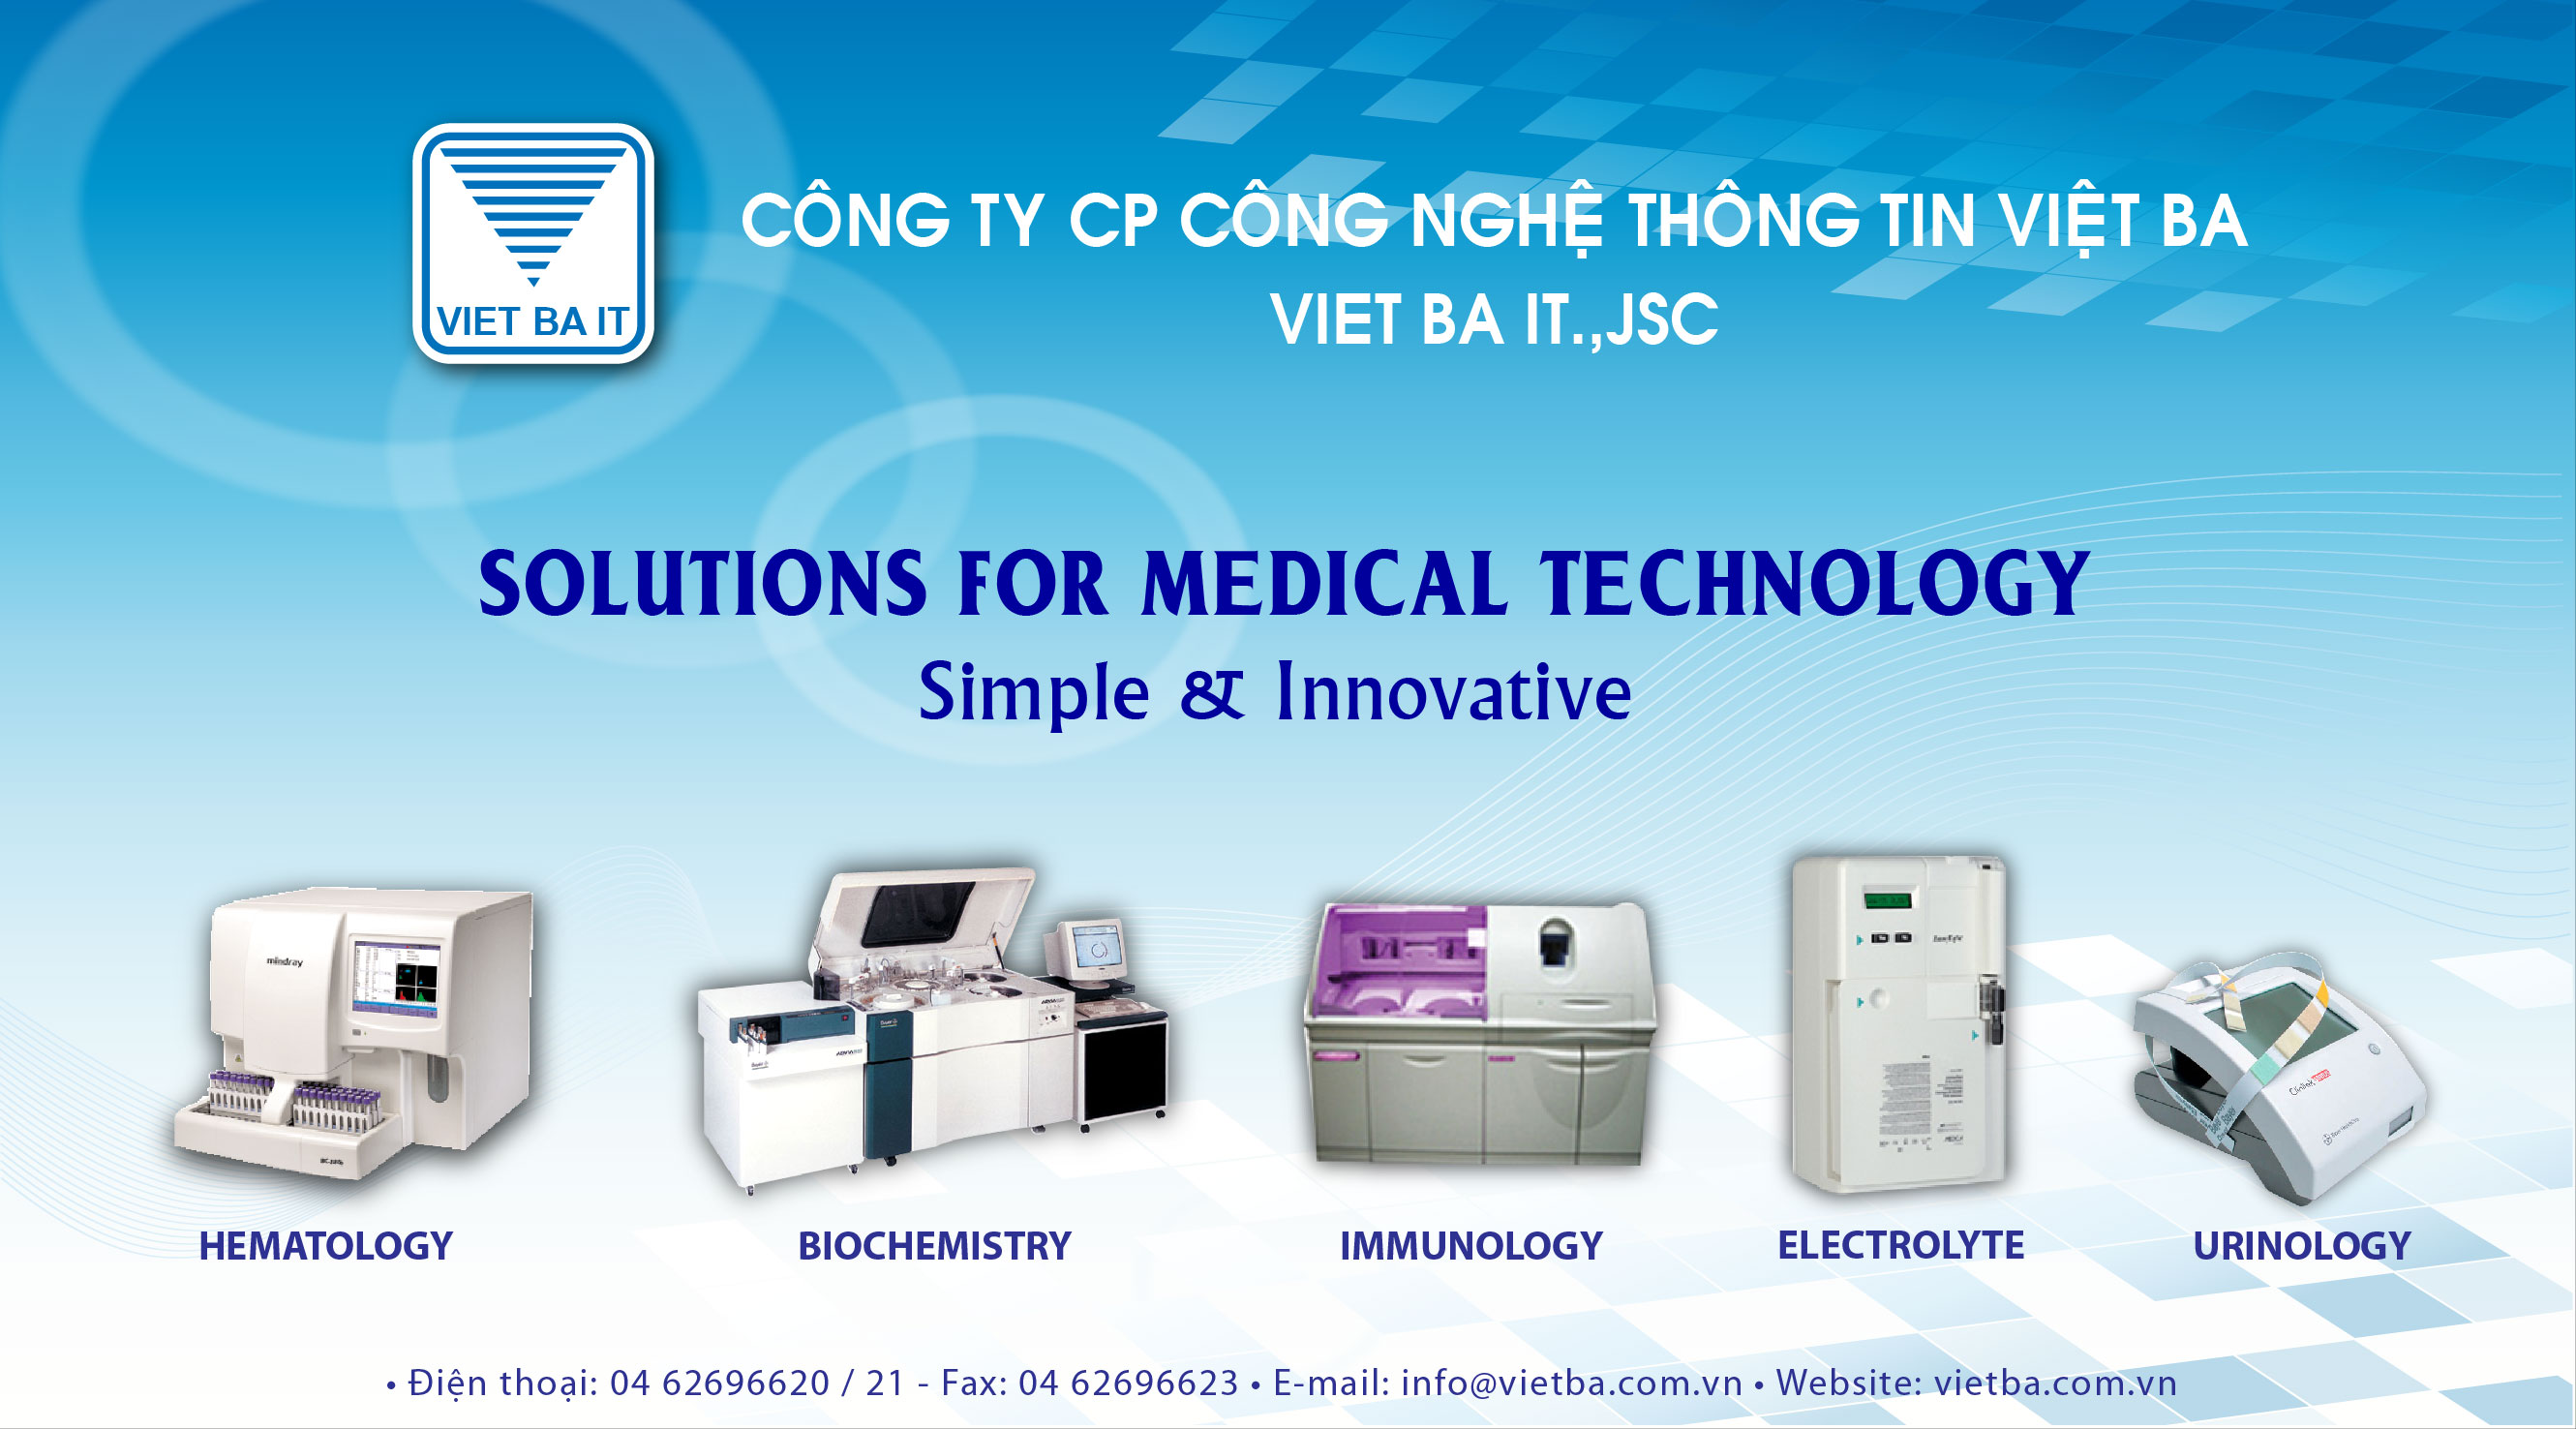 VIET BA IT
CÔNG TY CP CÔNG NGHỆ THÔNG TIN VIỆT BA
VIET BA IT.,JSC
SOLUTIONS FOR MEDICAL TECHNOLOGY
Simple & Innovative
mindray
HEMATOLOGY
BIOCHEMISTRY
IMMUNOLOGY
ELECTROLYTE
URINOLOGY
• Điện thoại: 04 62696620 / 21 - Fax: 04 62696623 • E-mail: info@vietba.com.vn • Website: vietba.com.vn